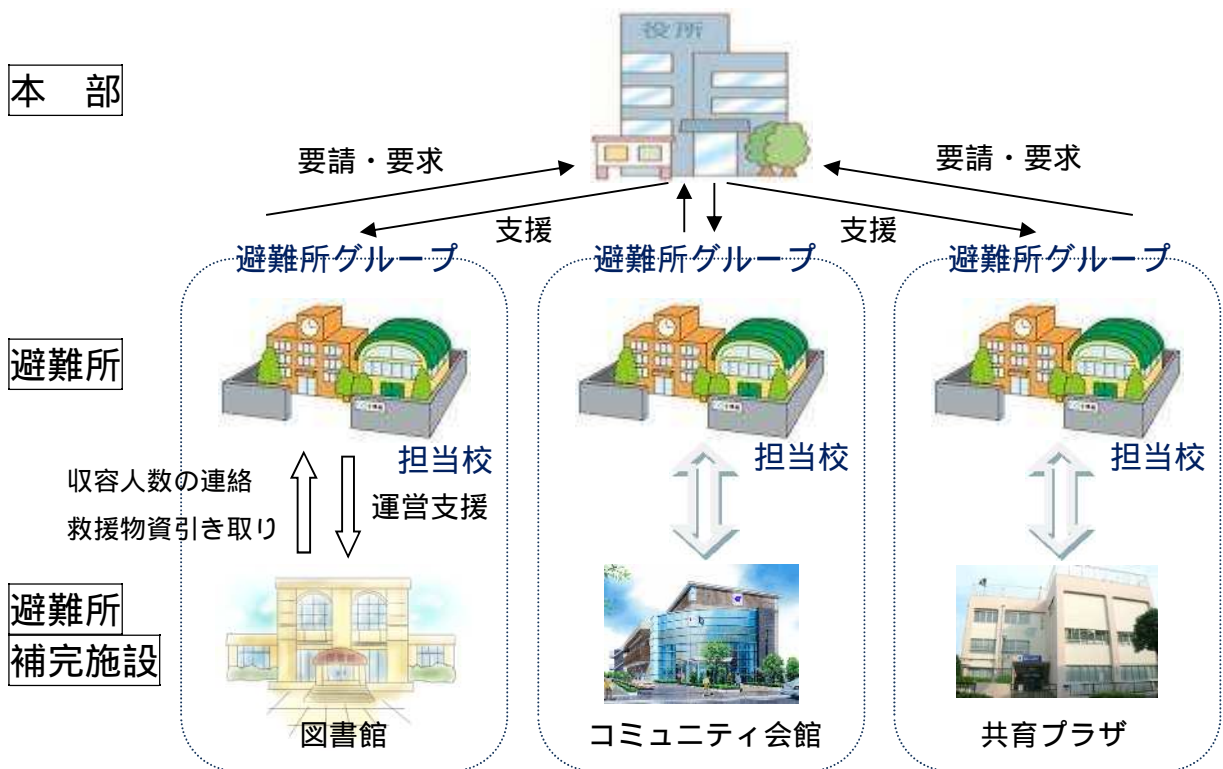 役所
本　部
要請・要求
要請・要求
支援
支援
避難所グループ
避難所グループ
避難所グループ
避難所
担当校
担当校
担当校
収容人数の連絡
救援物資引き取り
運営支援
避難所
補完施設
図書館
コミュニティ会館
共育プラザ